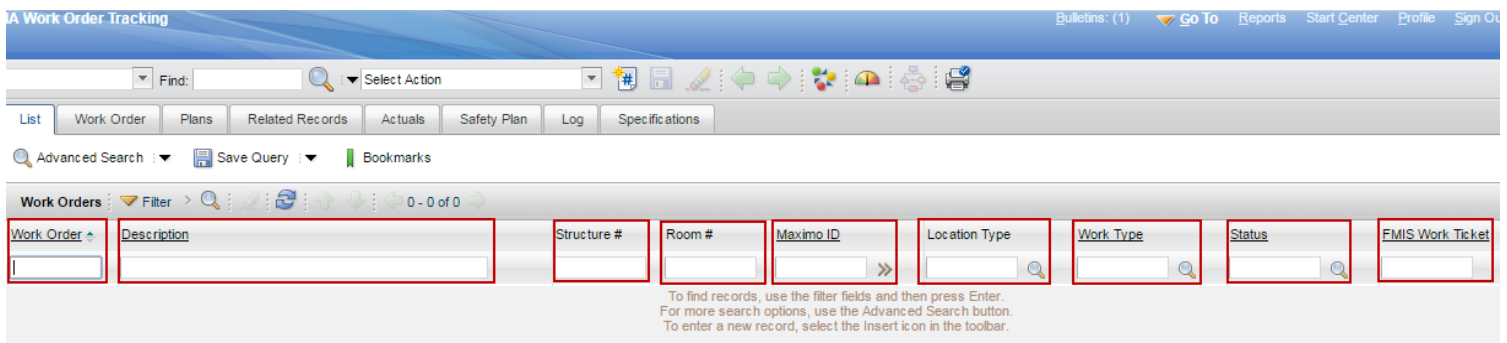 IA Work Order Tracking Bulletins: (1) Go To Reports Start Center Profile Sign Ou
Find: Select Action
List Work Order Plans Related Records Actuals Safety Plan Log Specifications
Advanced Search Save Query Bookmarks
Work Orders Filter > 0 - 0 of 0
Work Order Description Structure # Room # Maximo ID Location Type Work Type Status FMIS Work Ticket
To find records, use the filter fields and then press Enter.
For more search options, use the Advanced Search button.
To enter a new record, select the Insert icon in the toolbar.